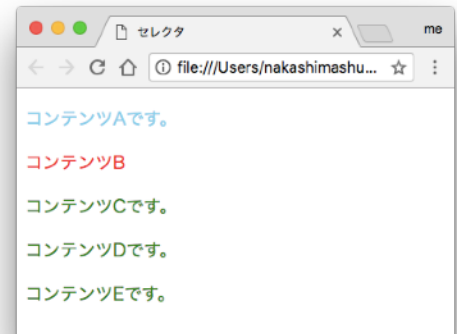 セレクタ
me
file:///Users/nakashimashu...
コンテンツAです。
コンテンツB
コンテンツCです。
コンテンツDです。
コンテンツEです。